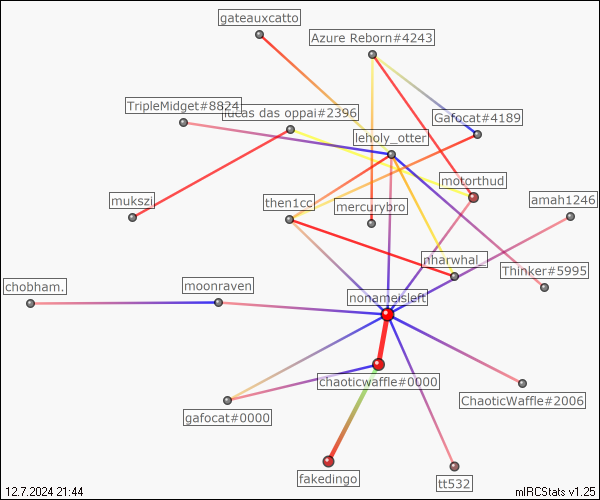 gateauxcatto
Azure Reborn#4243
TripleMidget#8824
lucas das oppai#2396
Gafocat#4189
leholy_otter
motorthud
mukszi
then1cc
mercurybro
amah1246
nharwhal_
Thinker#5995
chobham.
moonraven
nonameisleft
chaoticwaffle#0000
ChaoticWaffle#2006
gafocat#0000
fakedingo
tt532
12.7.2024 21:44
mIRCStats v1.25